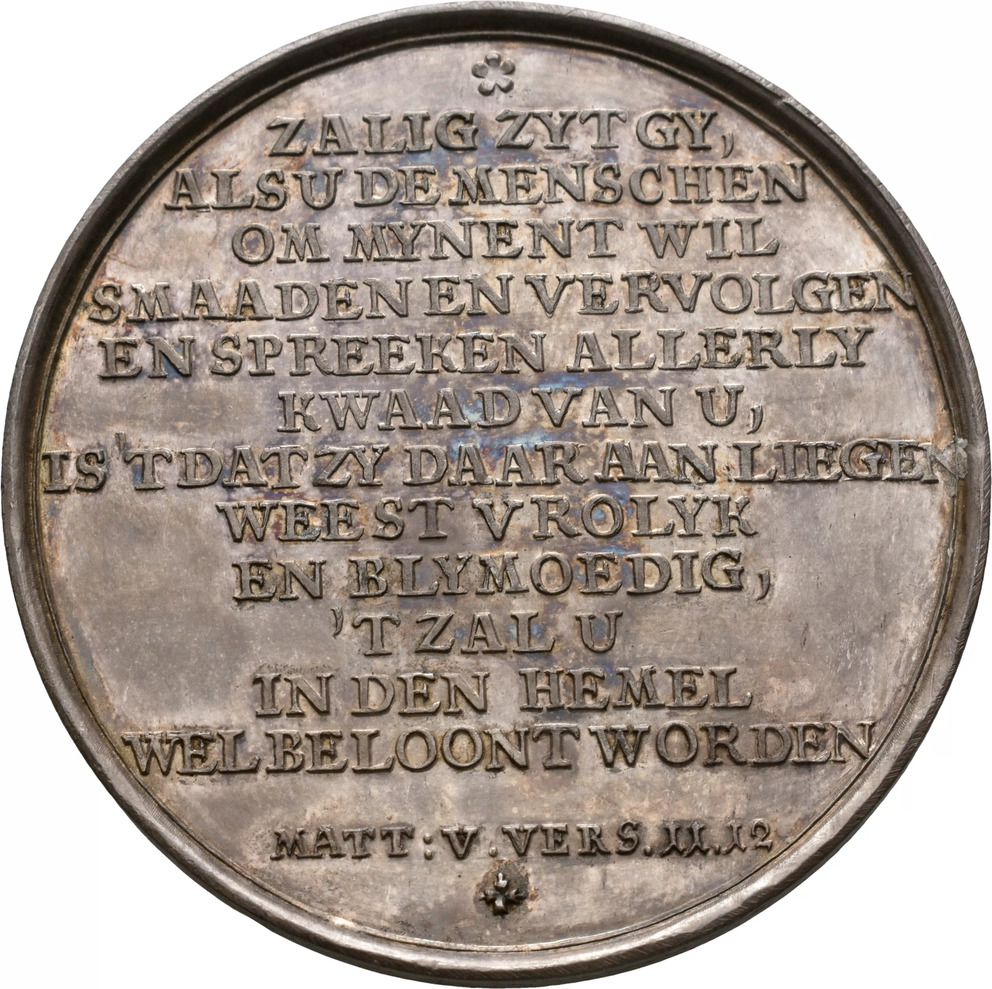 ZALIG ZYT GY,
ALS U DE MENSCHEN
OM MYNENT WIL
SMAADEN EN VERVOLGEN
EN SPREEKEN ALLERLY
KWAAD VAN U,
IS 'T DAT ZY DAAR AAN LIEGEN
WEEST VROLYK
EN BLYMOEDIG,
'T ZAL U
IN DEN HEMEL
WEL BELOONT WORDEN
MATT: V. VERS. II. 12